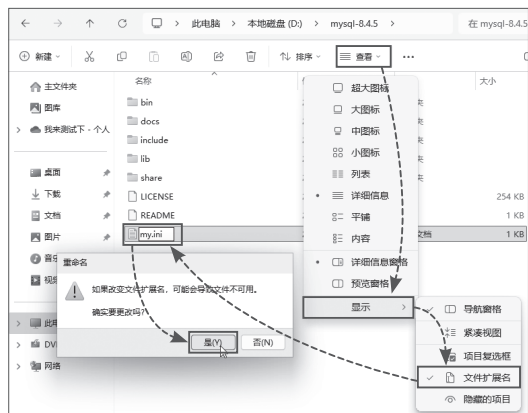 此电脑 > 本地磁盘 (D:) > mysql-8.4.5 >
在 mysql-8.4.5
新建
排序
查看
主文件夹
图库
我来测试下 - 个人
桌面
下载
文档
图片
网络
名称
大小
bin
docs
include
lib
share
LICENSE
254 KB
README
1 KB
my.ini
文档
1 KB
重命名
如果改变文件扩展名，可能会导致文件不可用。
确实要更改吗?
是(Y)
否(N)
超大图标
大图标
中图标
小图标
列表
详细信息
平铺
内容
详细信息窗格
预览窗格
显示
导航窗格
紧凑视图
项目复选框
文件扩展名
隐藏的项目